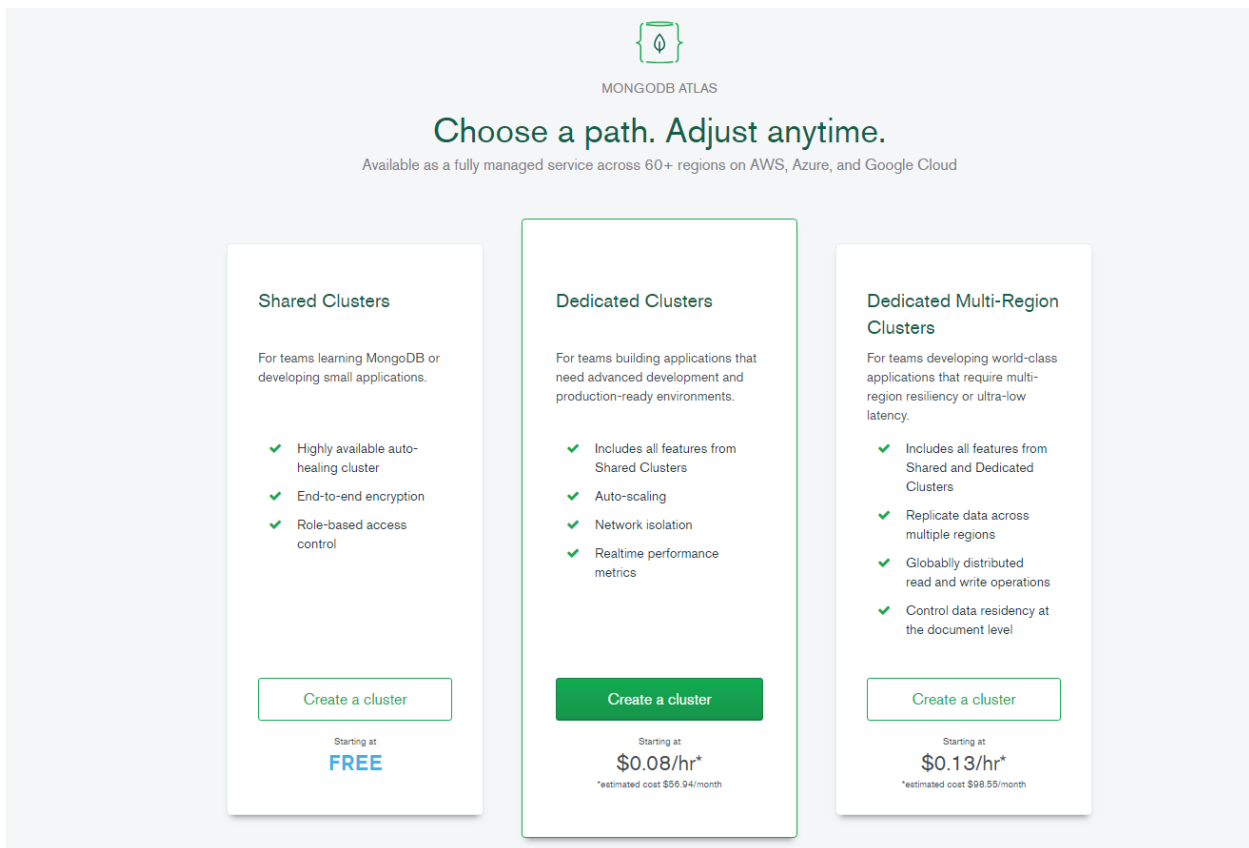 MONGODB ATLAS
Choose a path. Adjust anytime.
Available as a fully managed service across 60+ regions on AWS, Azure, and Google Cloud
Shared Clusters
For teams learning MongoDB or
developing small applications.
Highly available auto-
healing cluster
End-to-end encryption
Role-based access
control
Create a cluster
Starting at
FREE
Dedicated Clusters
For teams building applications that
need advanced development and
production-ready environments.
Includes all features from
Shared Clusters
Auto-scaling
Network isolation
Realtime performance
metrics
Create a cluster
Starting at
$0.08/hr*
*estimated cost $56.94/month
Dedicated Multi-Region
Clusters
For teams developing world-class
applications that require multi-
region resiliency or ultra-low
latency.
Includes all features from
Shared and Dedicated
Clusters
Replicate data across
multiple regions
Globablly distributed
read and write operations
Control data residency at
the document level
Create a cluster
Starting at
$0.13/hr*
*estimated cost $98.55/month